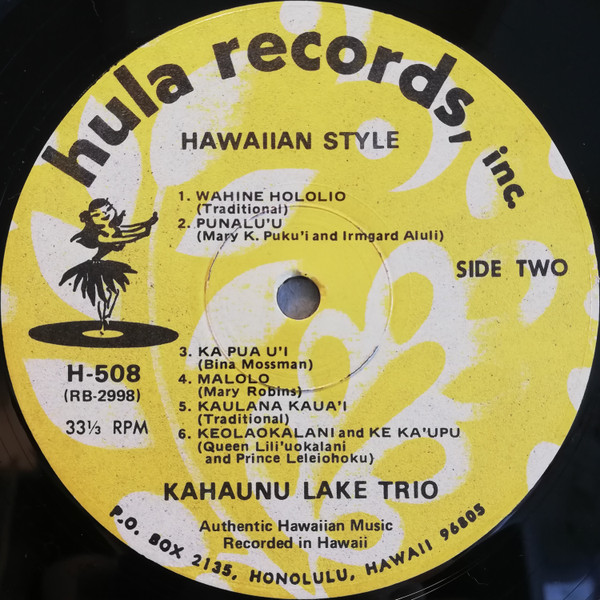 hula records, inc.
HAWAIIAN STYLE
1. WAHINE HOLOLIO
(Traditional)
2. PUNALU'U
(Mary K. Puku'i and Irmgard Aluli)
SIDE TWO
3. KA PUA U'I
(Bina Mossman)
4. MALOLO
(Mary Robins)
5. KAULANA KAUA'I
(Traditional)
6. KEOLAOKALANI and KE KA'UPU
(Queen Lili'uokalani
and Prince Leleiohoku)
H-508
(RB-2998)
33⅓ RPM
KAHAUNU LAKE TRIO
Authentic Hawaiian Music
Recorded in Hawaii
P.O. BOX 2135, HONOLULU, HAWAII 96805